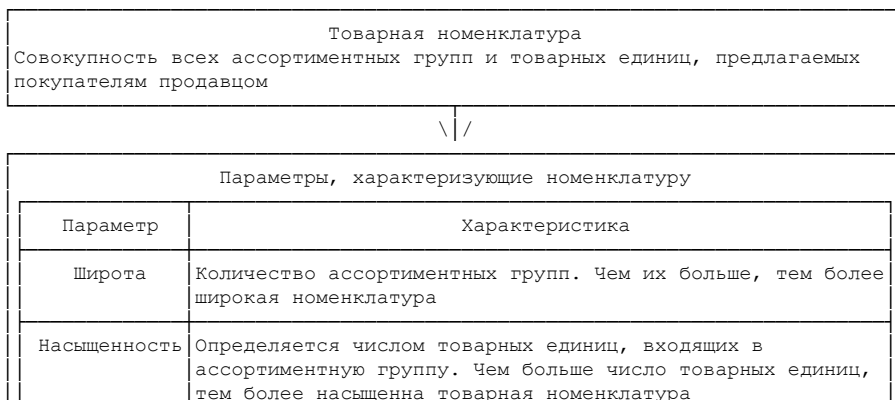 Товарная номенклатура
Совокупность всех ассортиментных групп и товарных единиц, предлагаемых
покупателям продавцом
Параметры, характеризующие номенклатуру
Параметр Характеристика
Широта Количество ассортиментных групп. Чем их больше, тем более
широкая номенклатура
Насыщенность Определяется числом товарных единиц, входящих в
ассортиментную группу. Чем больше число товарных единиц,
тем более насыщена товарная номенклатура